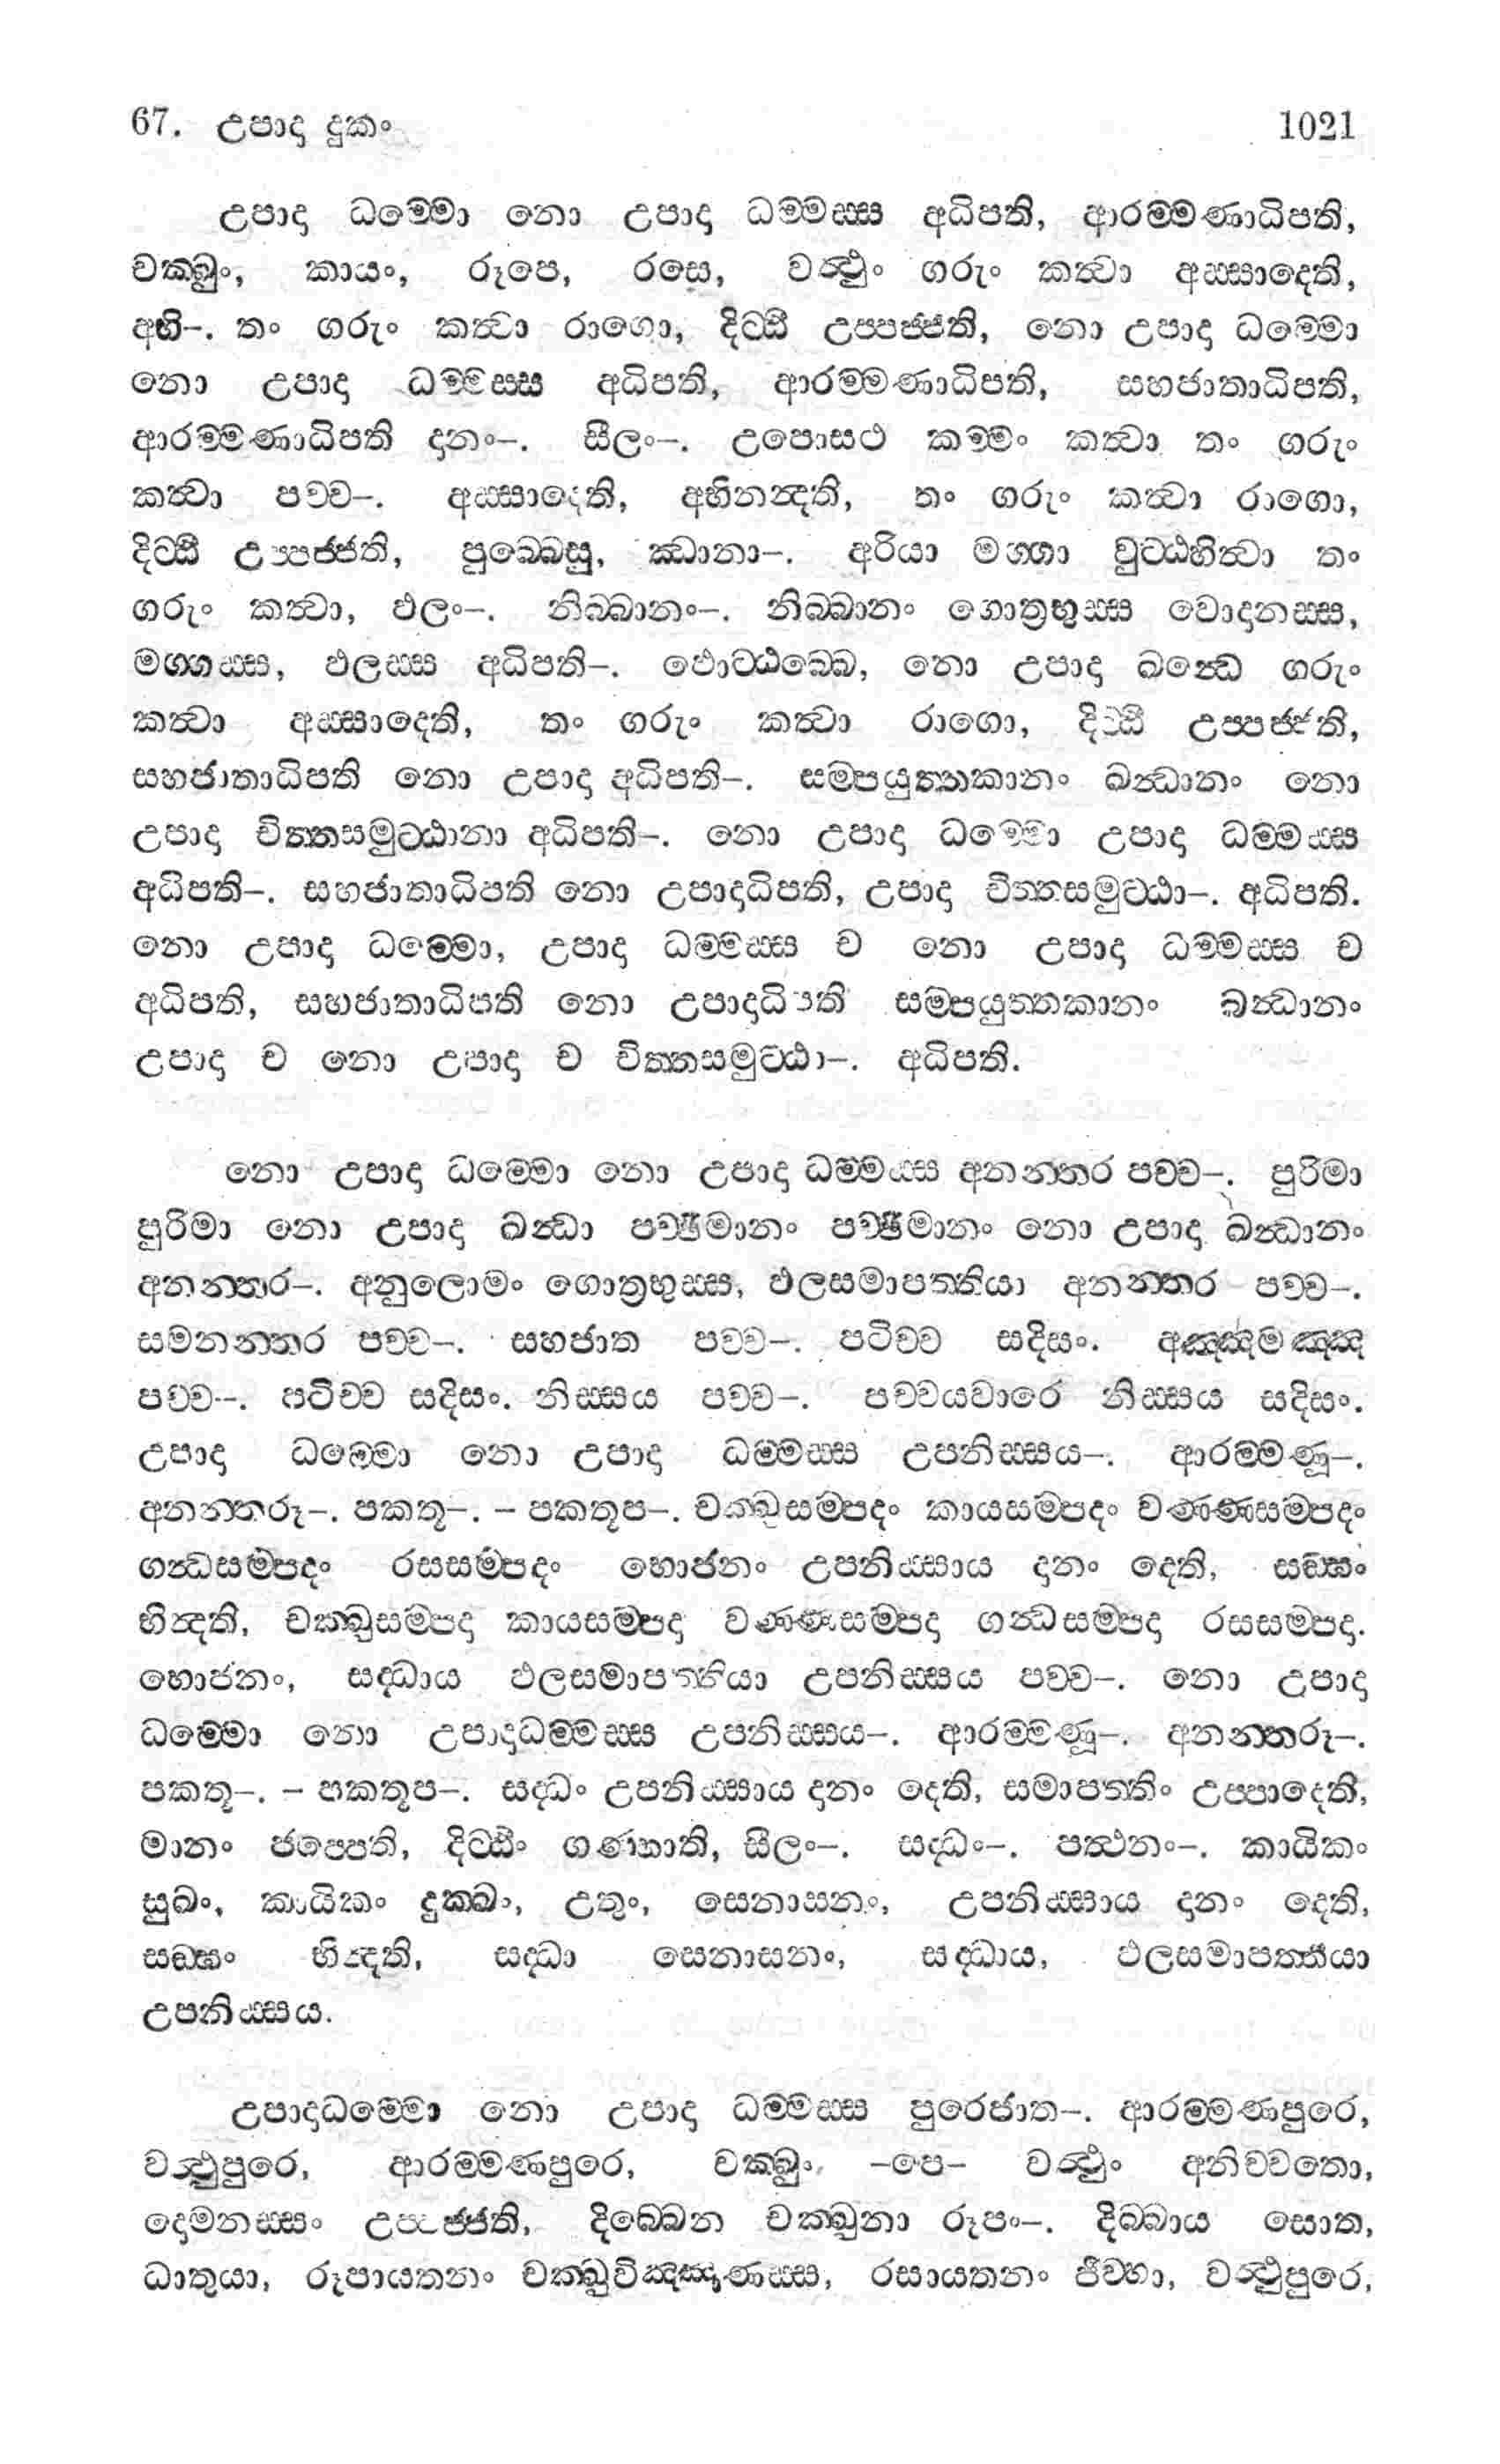 67. උපාදා දුකං 1021
උපාදා ධම්මො නො උපාදා ධම්මස්ස අධිපති, ආරම්මණාධිපති,
චක්ඛුං, කායං, රූපෙ, රසෙ, වත්ථුං ගරුං කත්වා අස්සාදෙති,
අභි–. තං ගරුං කත්වා රාගො, දිට්ඨි උප්පජ්ජති, නො උපාදා ධම්මො
නො උපාදා ධම්මස්ස අධිපති, ආරම්මණාධිපති, සහජාතාධිපති,
ආරම්මණාධිපති දානං–. සීලං–. උපොසථ කම්මං කත්වා තං ගරුං
කත්වා පච්ච–. අස්සාදෙති, අභිනන්දති, තං ගරුං කත්වා රාගො,
දිට්ඨි උප්පජ්ජති, පුබ්බෙසු, ඣානා–. අරියා මග්ගා වුට්ඨහිත්වා තං
ගරුං කත්වා, ඵලං–. නිබ්බානං–. නිබ්බානං ගොත්‍රභුස්ස වොදානස්ස,
මග්ගස්ස, ඵලස්ස අධිපති–. ඵොට්ඨබ්බෙ, නො උපාදා ඛන්ධෙ ගරුං
කත්වා අස්සාදෙති, තං ගරුං කත්වා රාගො, දිට්ඨි උප්පජ්ජති,
සහජාතාධිපති නො උපාදා අධිපති–. සම්පයුත්තකානං ඛන්ධානං නො
උපාදා චිත්තසමුට්ඨානා අධිපති–. නො උපාදා ධම්මො උපාදා ධම්මස්ස
අධිපති–. සහජාතාධිපති නො උපාදාධිපති, උපාදා චිත්තසමුට්ඨා–. අධිපති.
නො උපාදා ධම්මො, උපාදා ධම්මස්ස ච නො උපාදා ධම්මස්ස ච
අධිපති, සහජාතාධිපති නො උපාදාධිපති සම්පයුත්තකානං ඛන්ධානං
උපාදා ච නො උපාදා ච චිත්තසමුට්ඨා–. අධිපති.
නො උපාදා ධම්මො නො උපාදා ධම්මස්ස අනන්තර පච්ච–. පුරිමා
පුරිමා නො උපාදා ඛන්ධා පච්ඡිමානං පච්ඡිමානං නො උපාදා ඛන්ධානං
අනන්තර–. අනුලොමං ගොත්‍රභුස්ස, ඵලසමාපත්තියා අනන්තර පච්ච–.
සමනන්තර පච්ච–. සහජාත පච්ච–. පටිච්ච සදිසං. අඤ්ඤමඤ්ඤ
පච්ච–. පටිච්ච සදිසං. නිස්සය පච්ච–. පච්චයවාරෙ නිස්සය සදිසං.
උපාදා ධම්මො නො උපාදා ධම්මස්ස උපනිස්සය–. ආරම්මණූ–.
අනන්තරූ–. පකතූ–. – පකතූප–. චක්ඛුසම්පදං කායසම්පදං වණ්ණසම්පදං
ගන්ධසම්පදං රසසම්පදං භොජනං උපනිස්සාය දානං දෙති, සඞ්ඝං
භින්දති, චක්ඛුසම්පදා කායසම්පදා වණ්ණසම්පදා ගන්ධසම්පදා රසසම්පදා.
භොජනං, සද්ධාය ඵලසමාපත්තියා උපනිස්සය පච්ච–. නො උපාදා
ධම්මො නො උපාදාධම්මස්ස උපනිස්සය–. ආරම්මණූ–. අනන්තරූ–.
පකතූ–. – පකතූප–. සද්ධං උපනිස්සාය දානං දෙති, සමාපත්තිං උප්පාදෙති,
මානං ජප්පෙති, දිට්ඨිං ගණ්හාති, සීලං–. සද්ධං–. පත්ථනං–. කායිකං
සුඛං, කායිකං දුක්ඛං, උතුං, සෙනාසනං, උපනිස්සාය දානං දෙති,
සඞ්ඝං භින්දති, සද්ධා සෙනාසනං, සද්ධාය, ඵලසමාපත්තියා
උපනිස්සය.
උපාදාධම්මො නො උපාදා ධම්මස්ස පුරෙජාත–. ආරම්මණපුරෙ,
වත්ථුපුරෙ, ආරම්මණපුරෙ, චක්ඛුං, –පෙ– වත්ථුං අනිච්චතො,
දොමනස්සං උප්පජ්ජති, දිබ්බෙන චක්ඛුනා රූපං–. දිබ්බාය සොත,
ධාතුයා, රූපායතනං චක්ඛුවිඤ්ඤාණස්ස, රසායතනං ජිව්හා, වත්ථුපුරෙ,